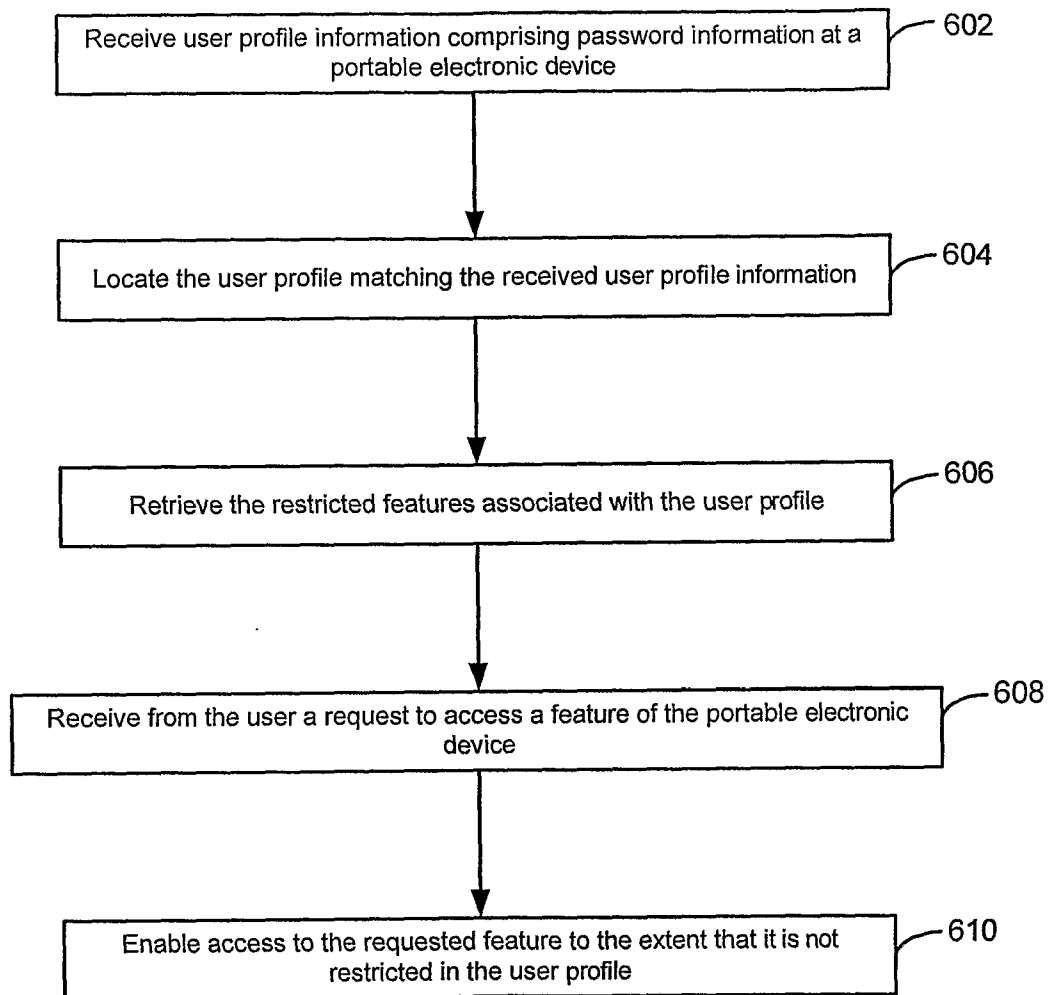 Receive user profile information comprising password information at a
portable electronic device
602
Locate the user profile matching the received user profile information
604
Retrieve the restricted features associated with the user profile
606
Receive from the user a request to access a feature of the portable electronic
device
608
Enable access to the requested feature to the extent that it is not
restricted in the user profile
610